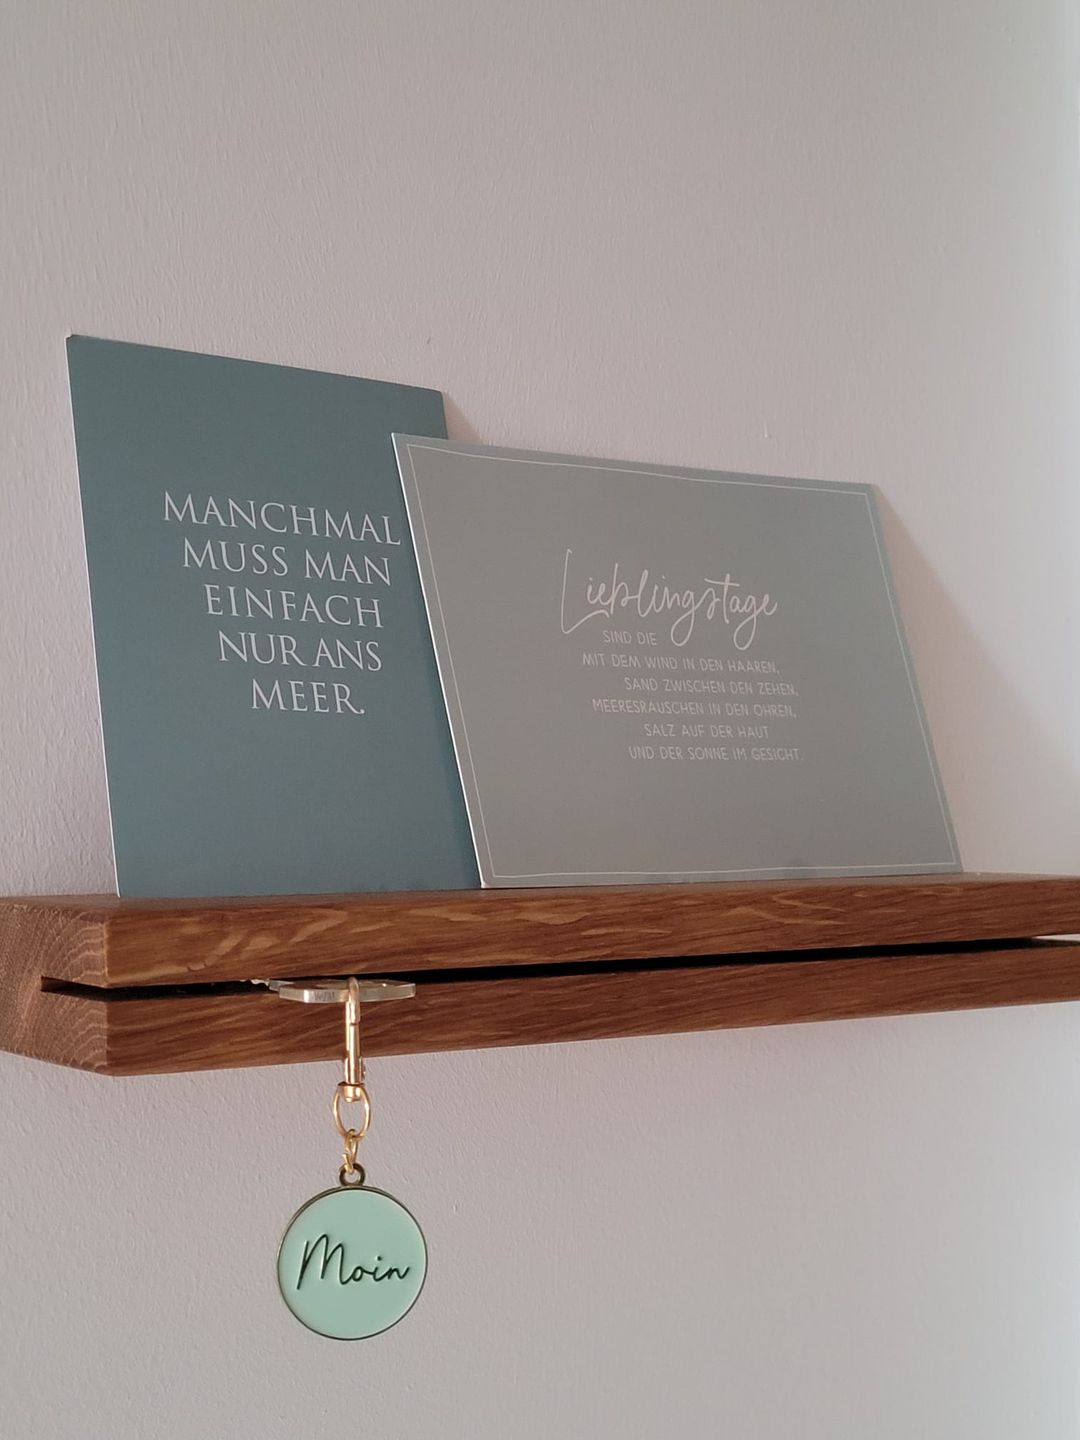 MANCHMAL
MUSS MAN
EINFACH
NUR ANS
MEER.
Lieblingstage
SIND DIE
MIT DEM WIND IN DEN HAAREN,
SAND ZWISCHEN DEN ZEHEN,
MEERESRAUSCHEN IN DEN OHREN,
SALZ AUF DER HAUT
UND DER SONNE IM GESICHT.
Moin